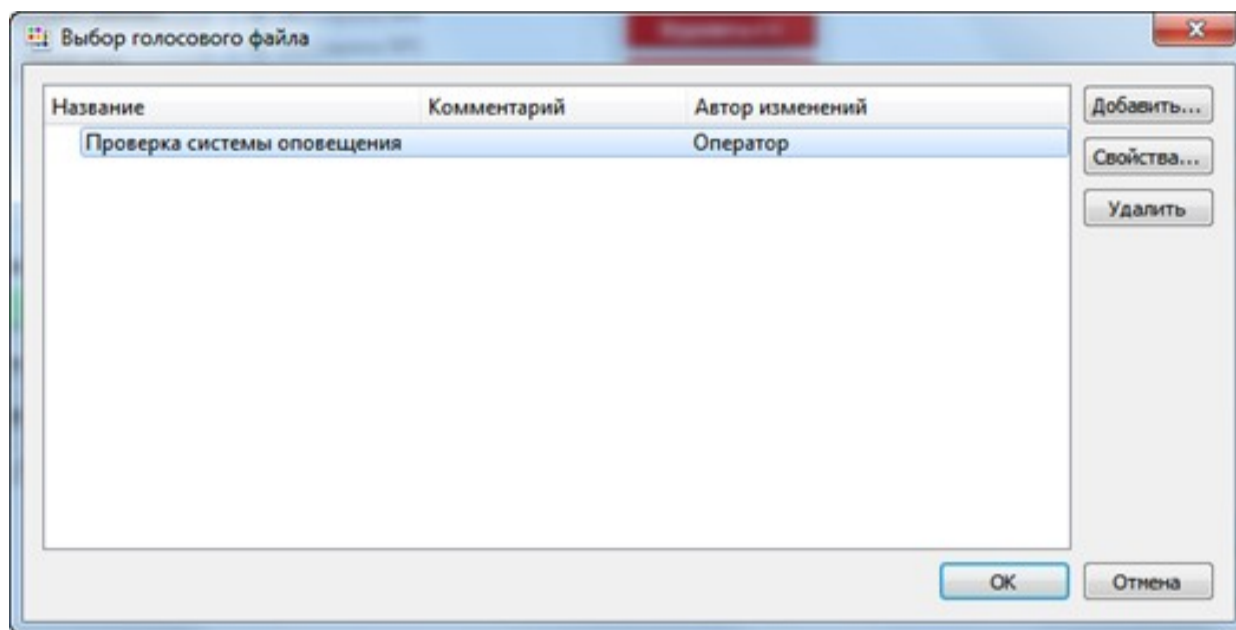 Выбор голосового файла
Название Комментарий Автор изменений
Проверка системы оповещения Оператор
Добавить...
Свойства...
Удалить
OK Отмена